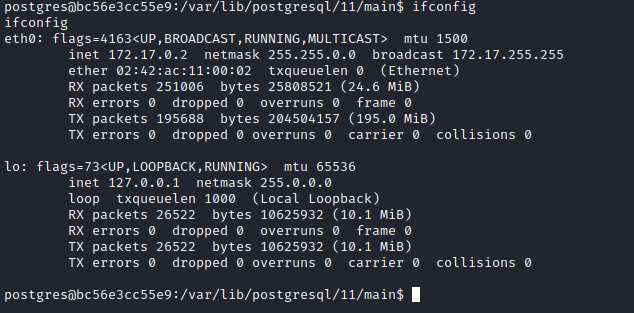 postgres@bc56e3cc55e9:/var/lib/postgresql/11/main$ ifconfig
ifconfig
eth0: flags=4163<UP,BROADCAST,RUNNING,MULTICAST>  mtu 1500
        inet 172.17.0.2  netmask 255.255.0.0  broadcast 172.17.255.255
        ether 02:42:ac:11:00:02  txqueuelen 0  (Ethernet)
        RX packets 251006  bytes 25808521 (24.6 MiB)
        RX errors 0  dropped 0  overruns 0  frame 0
        TX packets 195688  bytes 204504157 (195.0 MiB)
        TX errors 0  dropped 0 overruns 0  carrier 0  collisions 0

lo: flags=73<UP,LOOPBACK,RUNNING>  mtu 65536
        inet 127.0.0.1  netmask 255.0.0.0
        loop  txqueuelen 1000  (Local Loopback)
        RX packets 26522  bytes 10625932 (10.1 MiB)
        RX errors 0  dropped 0  overruns 0  frame 0
        TX packets 26522  bytes 10625932 (10.1 MiB)
        TX errors 0  dropped 0 overruns 0  carrier 0  collisions 0

postgres@bc56e3cc55e9:/var/lib/postgresql/11/main$